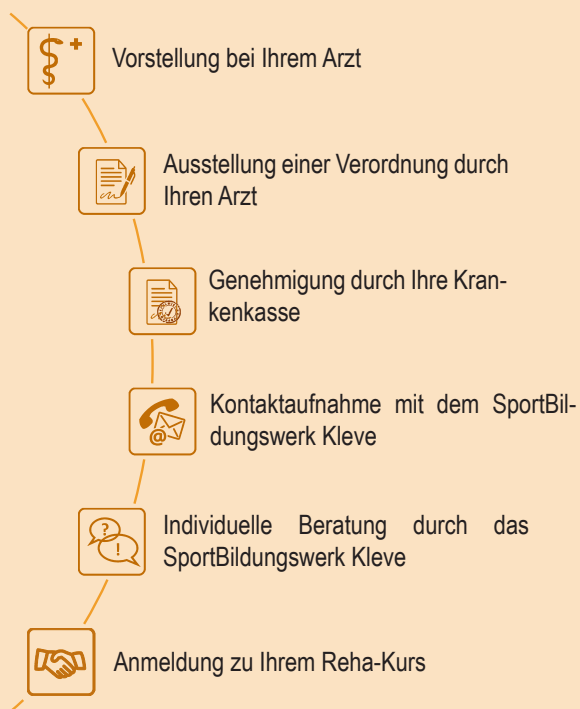 Vorstellung bei Ihrem Arzt
Ausstellung einer Verordnung durch
Ihren Arzt
Genehmigung durch Ihre Kran-
kenkasse
Kontaktaufnahme mit dem SportBil-
dungswerk Kleve
Individuelle Beratung durch das
SportBildungswerk Kleve
Anmeldung zu Ihrem Reha-Kurs